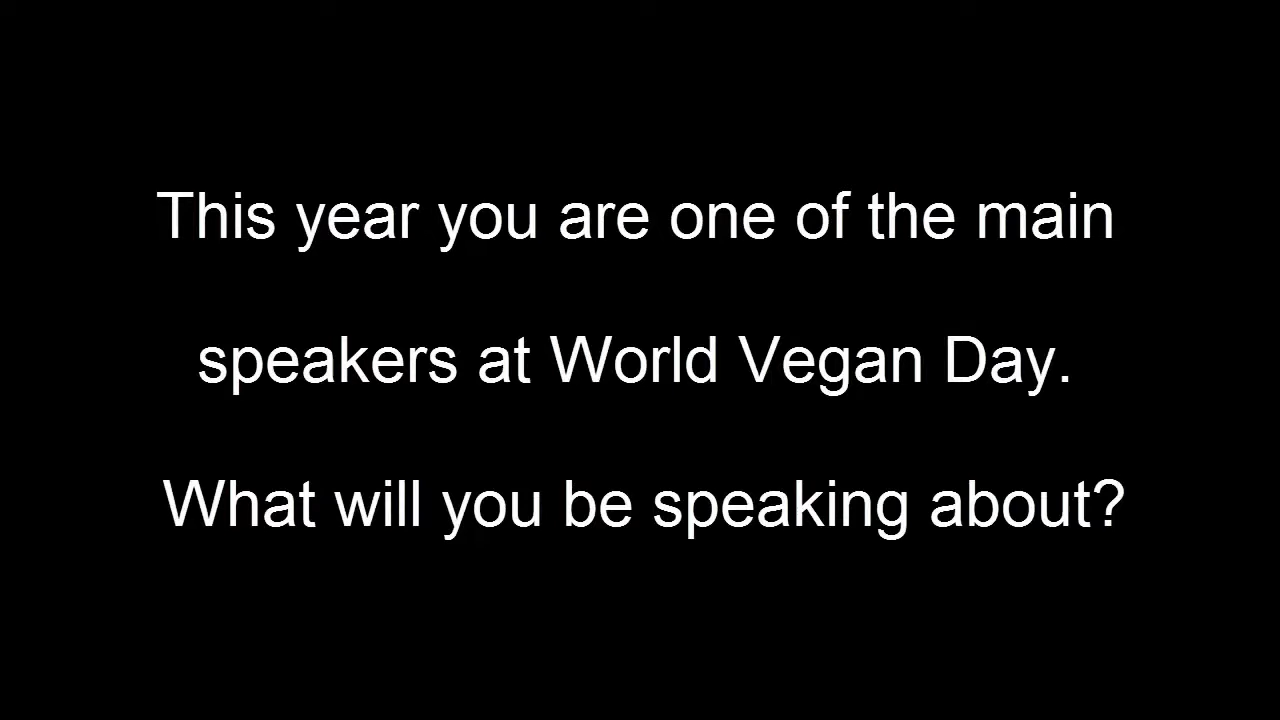 This year you are one of the main
speakers at World Vegan Day.
What will you be speaking about?